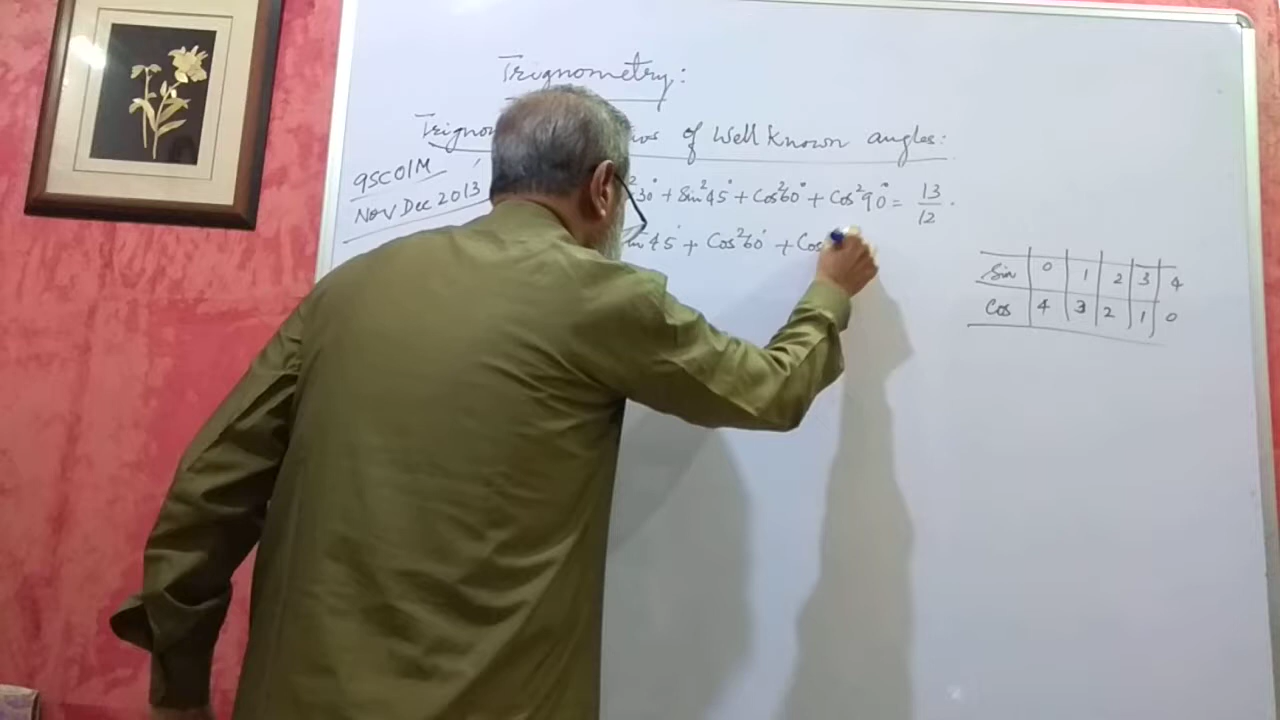 Trignometry:
of Well Known angles:
9SC01M
Nov Dec 2013
²30° + Sin²45° + Cos²60° + Cos²90° = 13/12 .
45° + Cos²60° + Cos
Sin 0 1 2 3 4
Cos 4 3 2 1 0